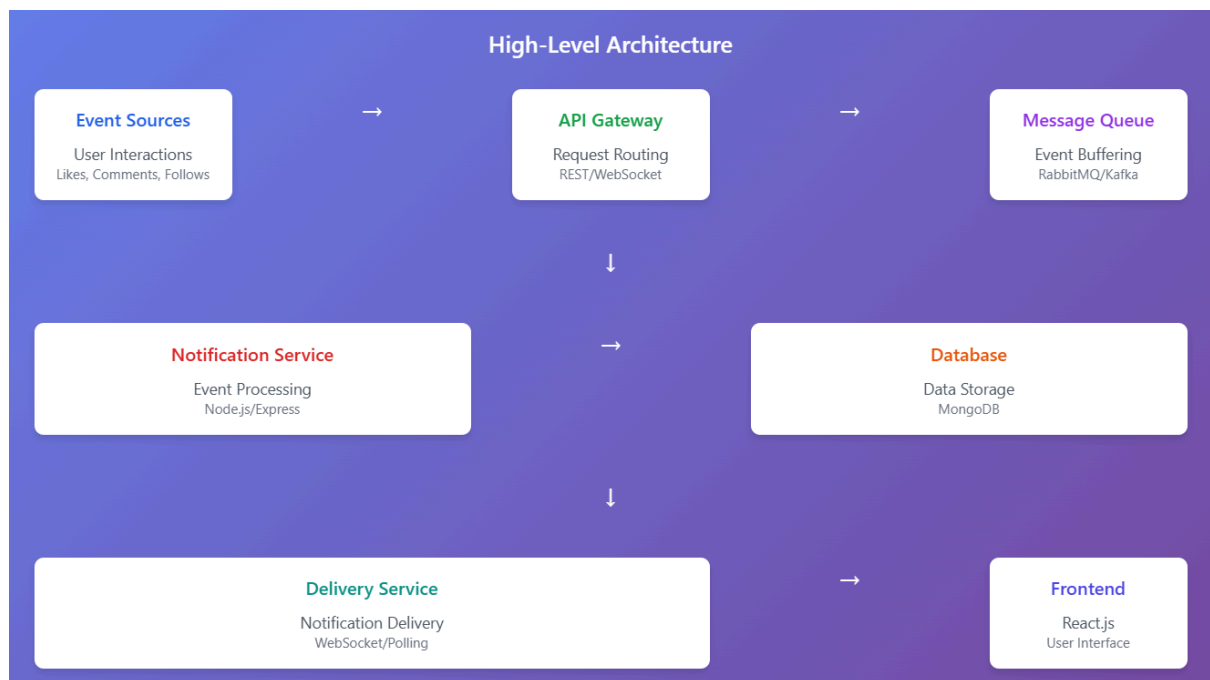 High-Level Architecture
Event Sources
User Interactions
Likes, Comments, Follows
→
API Gateway
Request Routing
REST/WebSocket
→
Message Queue
Event Buffering
RabbitMQ/Kafka
↓
Notification Service
Event Processing
Node.js/Express
→
Database
Data Storage
MongoDB
↓
Delivery Service
Notification Delivery
WebSocket/Polling
→
Frontend
React.js
User Interface